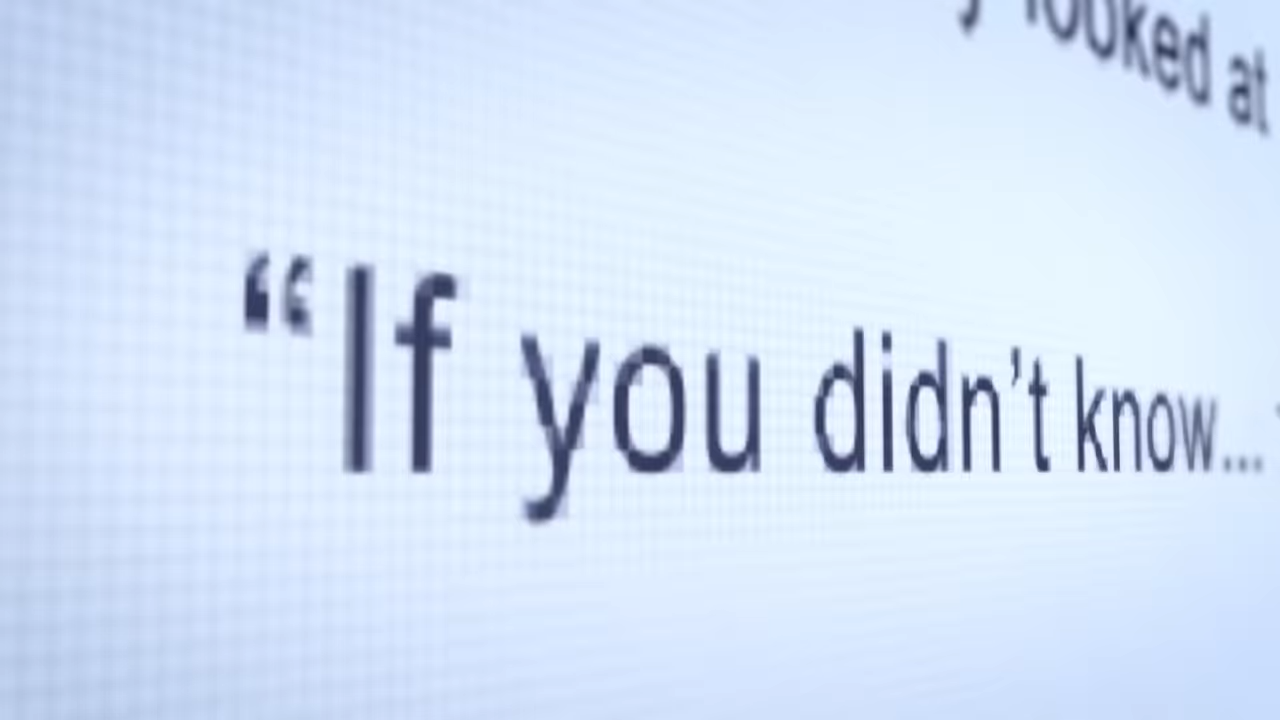 looked at
“If you didn’t know...